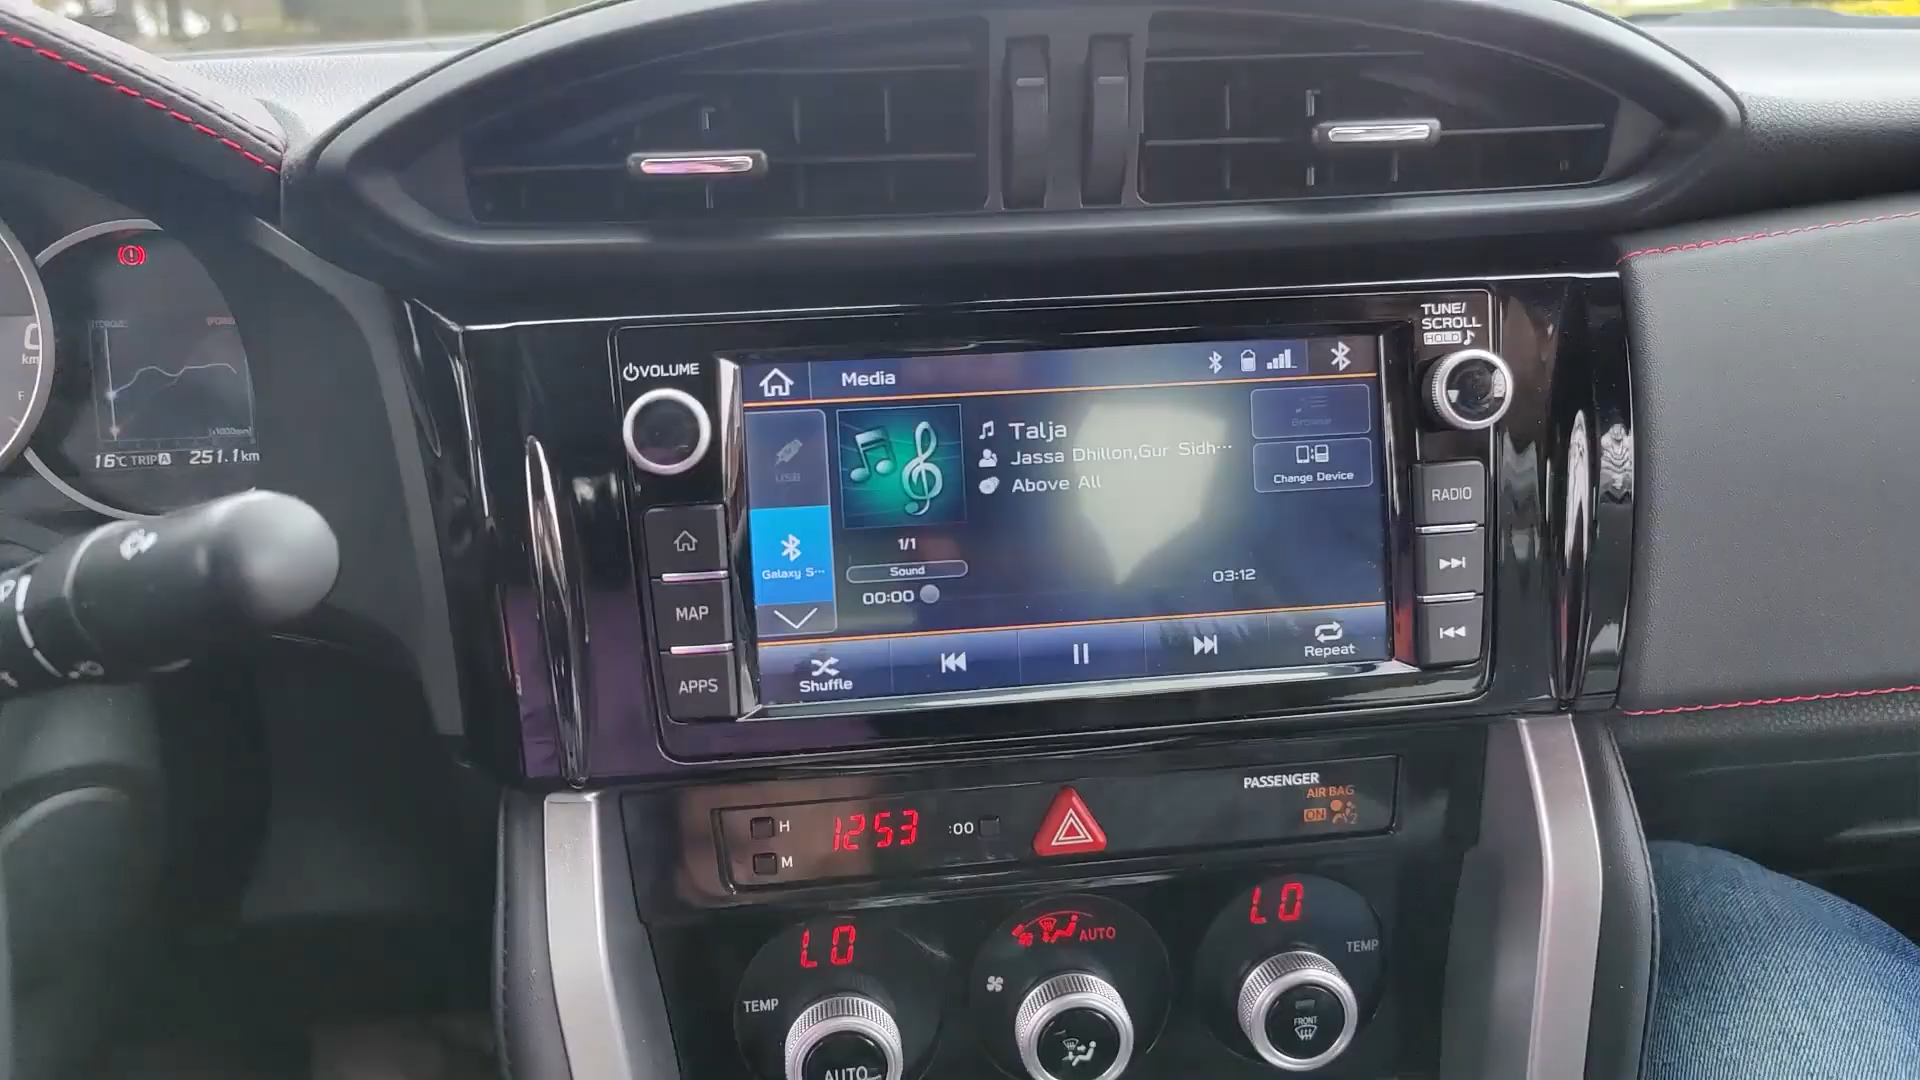 TUNE/
SCROLL
HOLD
VOLUME
Media
Talja
Jassa Dhillon,Gur Sidh···
Above All
USB
Browse
Change Device
Galaxy S···
1/1
Sound
00:00
03:12
Shuffle
Repeat
MAP
APPS
RADIO
km
F
16°C TRIP A 251.1km
H
M
1253
:00
PASSENGER
AIR BAG
ON
LO
AUTO
LO
TEMP
TEMP
FRONT
AUTO